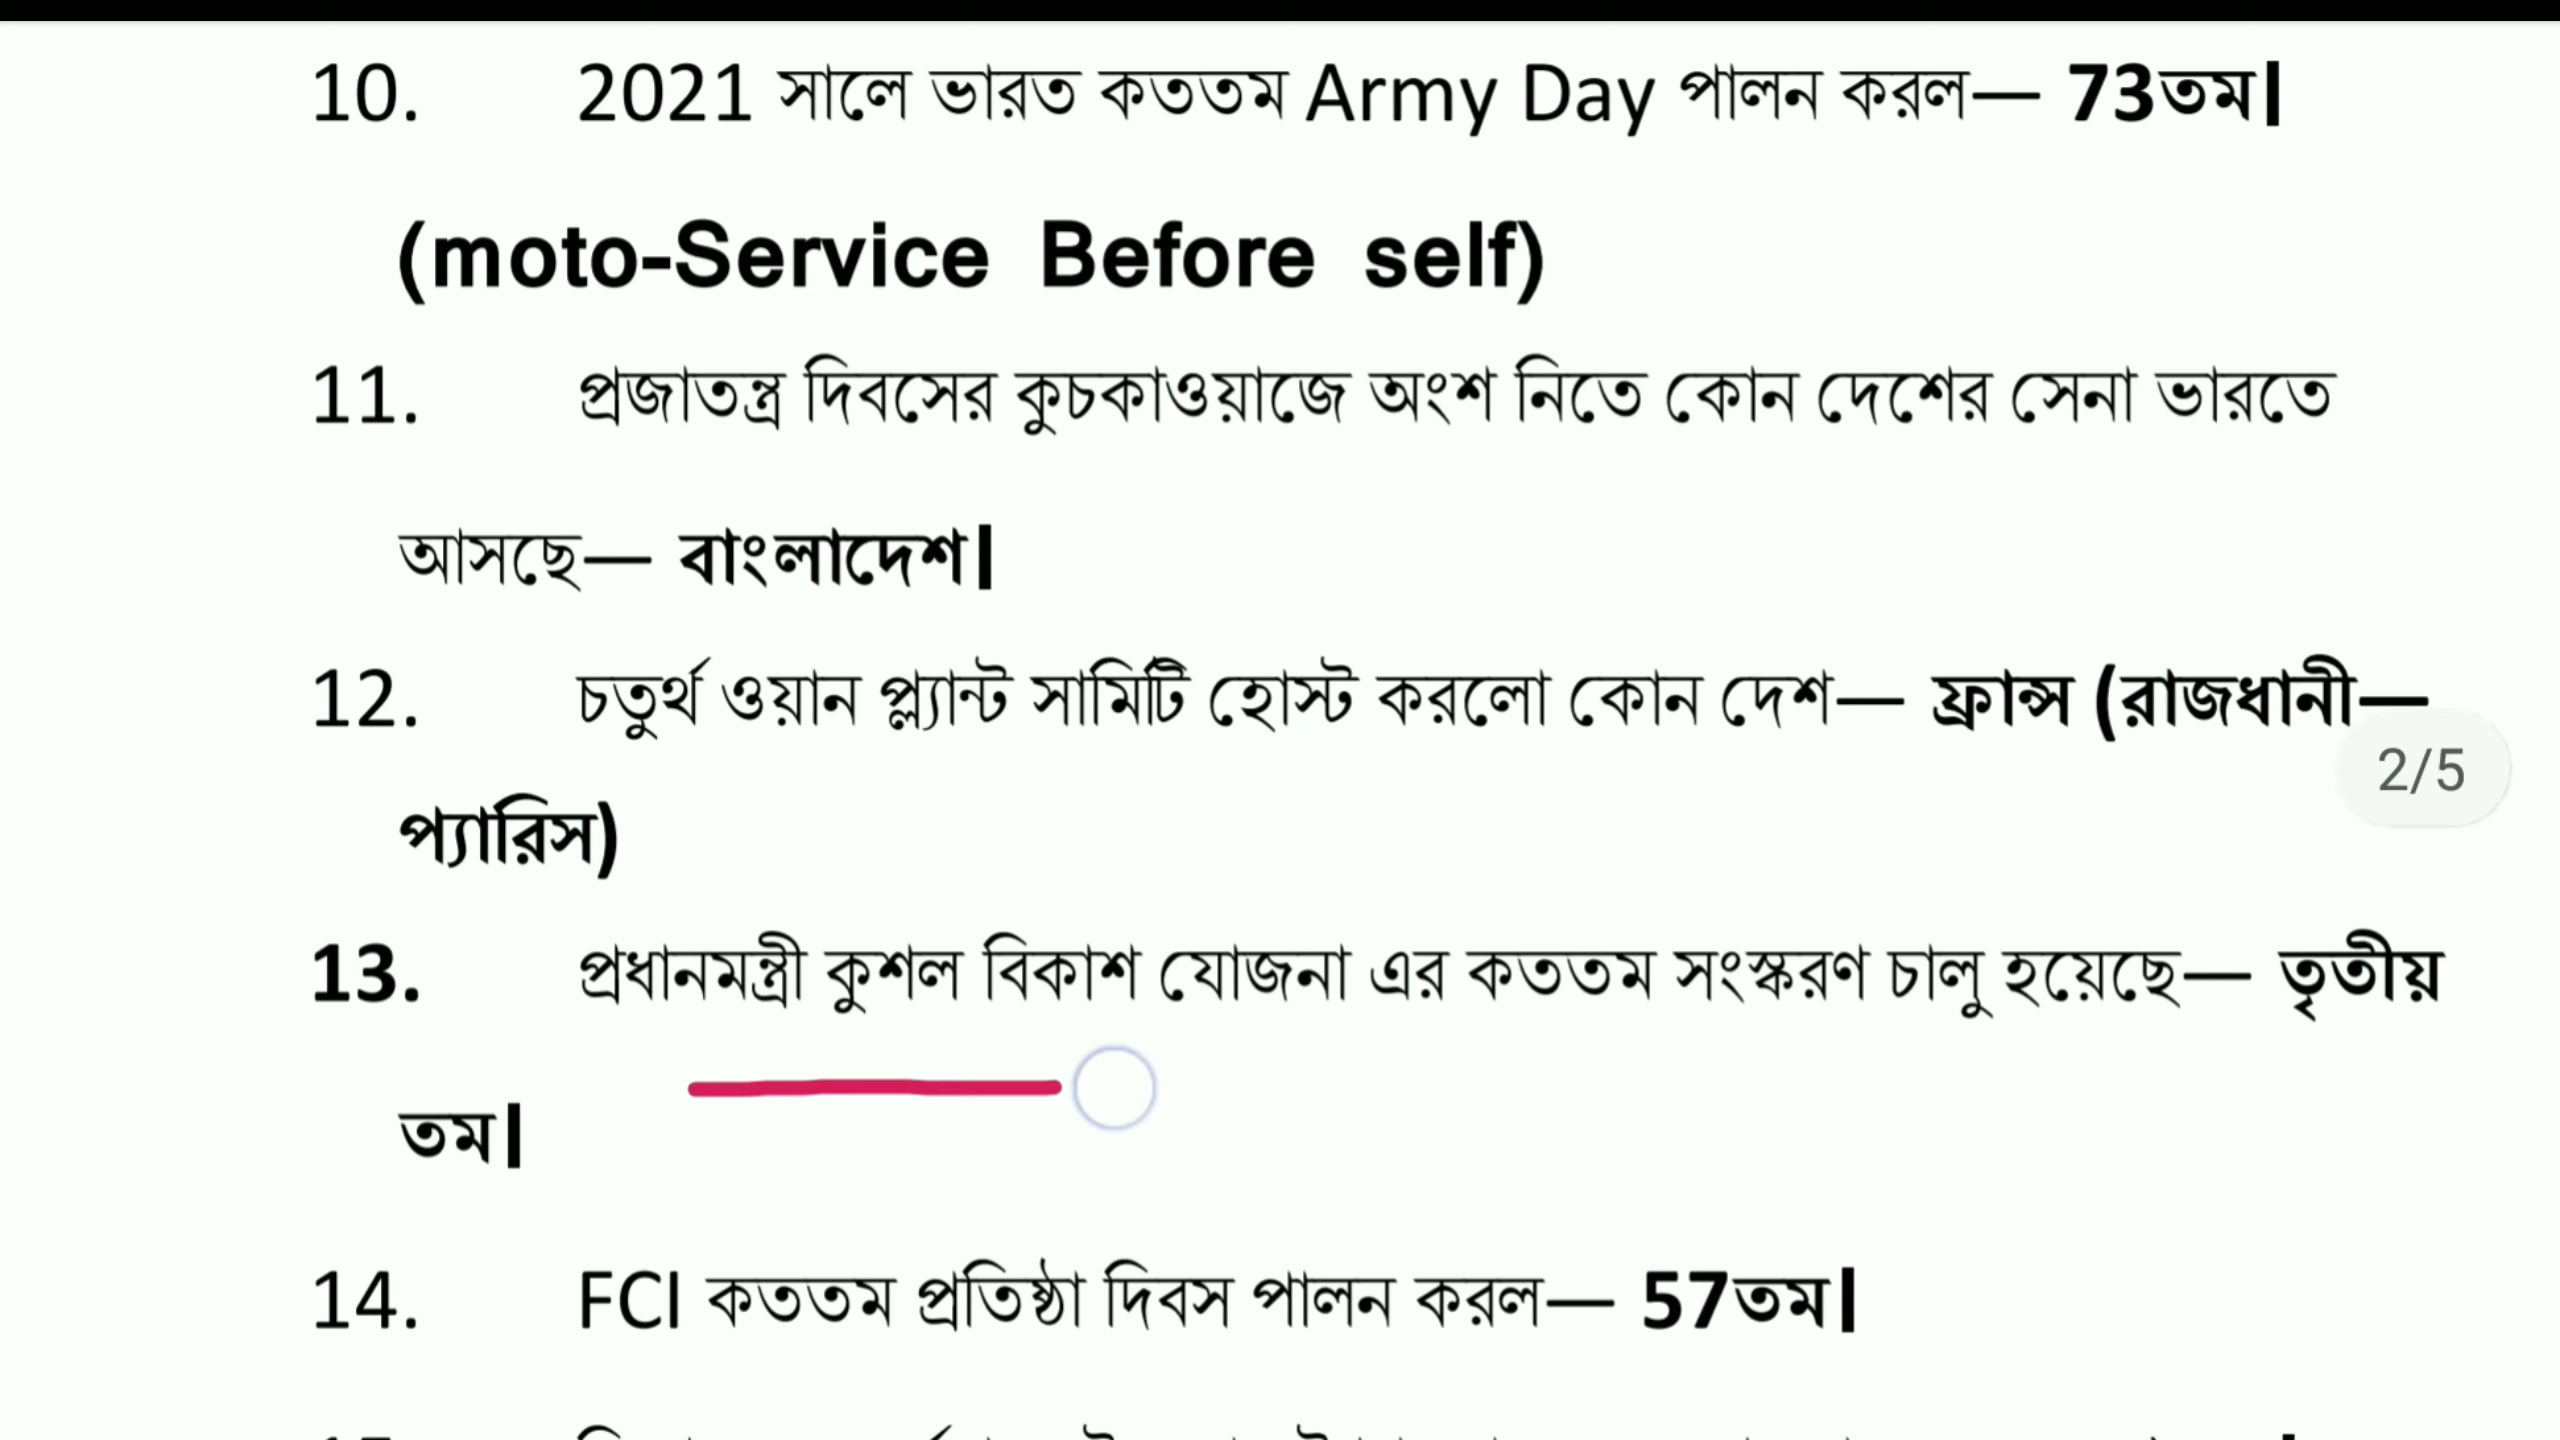 10. 2021 সালে ভারত কততম Army Day পালন করল— 73তম।
(moto-Service Before self)
11. প্রজাতন্ত্র দিবসের কুচকাওয়াজে অংশ নিতে কোন দেশের সেনা ভারতে
আসছে— বাংলাদেশ।
12. চতুর্থ ওয়ান প্ল্যান্ট সামিটি হোস্ট করলো কোন দেশ— ফ্রান্স (রাজধানী—
2/5
প্যারিস)
13. প্রধানমন্ত্রী কুশল বিকাশ যোজনা এর কততম সংস্করণ চালু হয়েছে— তৃতীয়
তম।
14. FCI কততম প্রতিষ্ঠা দিবস পালন করল— 57তম।